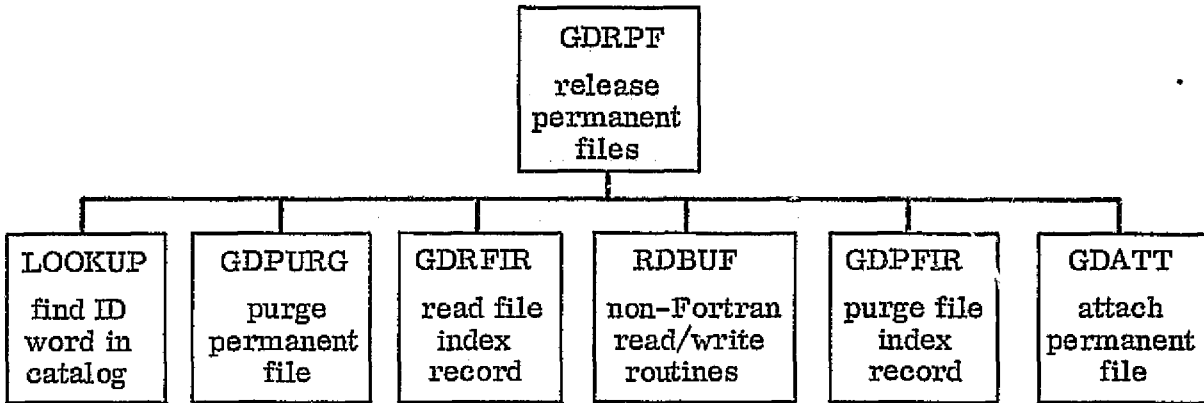 GDRPF
release
permanent
files
LOOKUP
find ID
word in
catalog
GDPURG
purge
permanent
file
GDRFIR
read file
index
record
RDBUF
non-Fortran
read/write
routines
GDPFIR
purge file
index
record
GDATT
attach
permanent
file